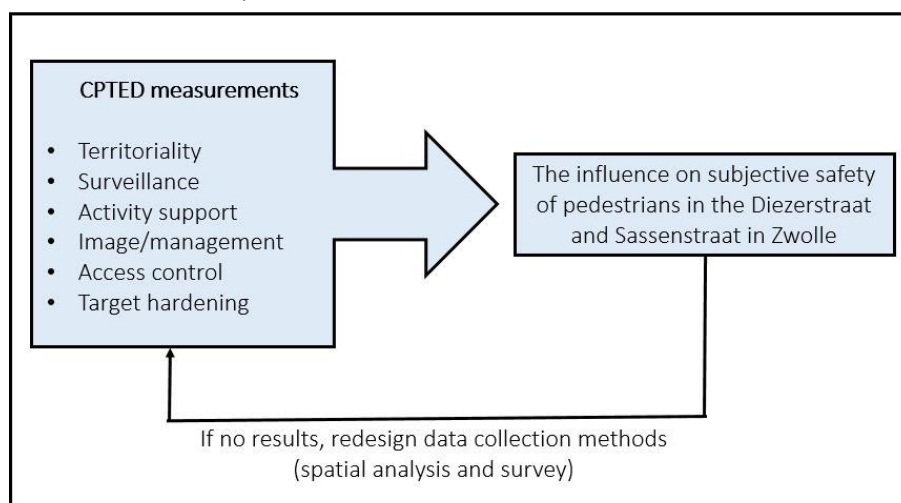 CPTED measurements
• Territoriality
• Surveillance
• Activity support
• Image/management
• Access control
• Target hardening
The influence on subjective safety
of pedestrians in the Diezerstraat
and Sassenstraat in Zwolle
If no results, redesign data collection methods
(spatial analysis and survey)